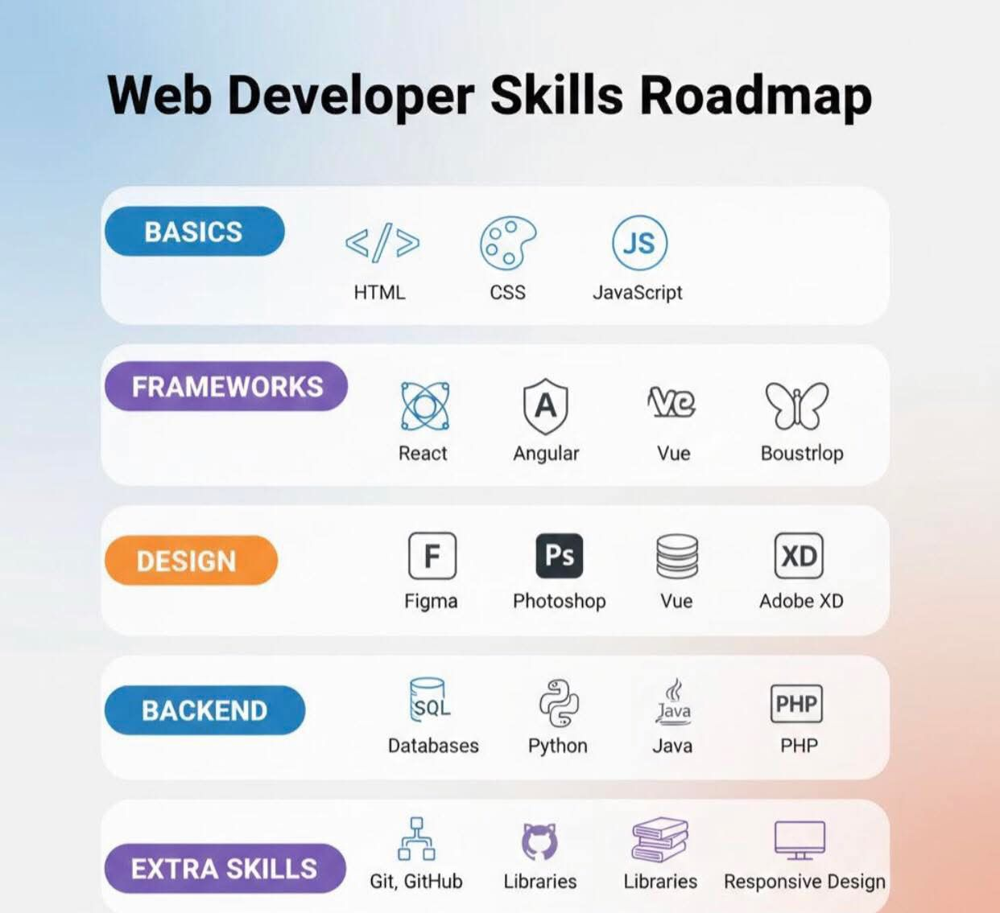 Web Developer Skills Roadmap
BASICS
JS
HTML CSS JavaScript
FRAMEWORKS
A Ve
React Angular Vue Boustrlop
DESIGN
F Ps XD
Figma Photoshop Vue Adobe XD
BACKEND
SQL Java PHP
Databases Python Java PHP
EXTRA SKILLS
Git, GitHub Libraries Libraries Responsive Design